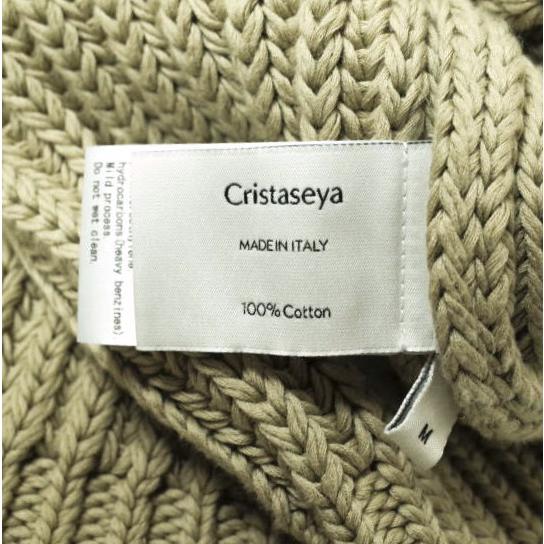 Cristaseya
MADE IN ITALY
100% Cotton
hydrocarbons (heavy benzines)
Mild process.
Do not wet clean.
M